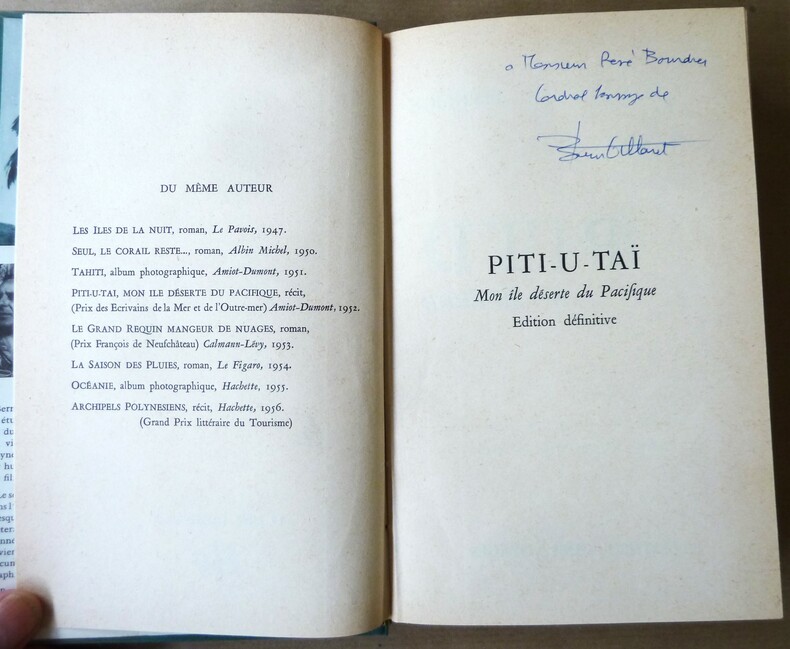 DU MÊME AUTEUR
LES ILES DE LA NUIT, roman, Le Pavois, 1947.
SEUL, LE CORAIL RESTE..., roman, Albin Michel, 1950.
TAHITI, album photographique, Amiot-Dumont, 1951.
PITI-U-TAI, MON ILE DÉSERTE DU PACIFIQUE, récit,
(Prix des Ecrivains de la Mer et de l'Outre-mer) Amiot-Dumont, 1952.
LE GRAND REQUIN MANGEUR DE NUAGES, roman,
(Prix François de Neufchâteau) Calmann-Lévy, 1953.
LA SAISON DES PLUIES, roman, Le Figaro, 1954.
OCÉANIE, album photographique, Hachette, 1955.
ARCHIPELS POLYNESIENS, récit, Hachette, 1956.
(Grand Prix littéraire du Tourisme)
a Monsieur René
Cordial hommage de
PITI-U-TAÏ
Mon île déserte du Pacifique
Edition définitive